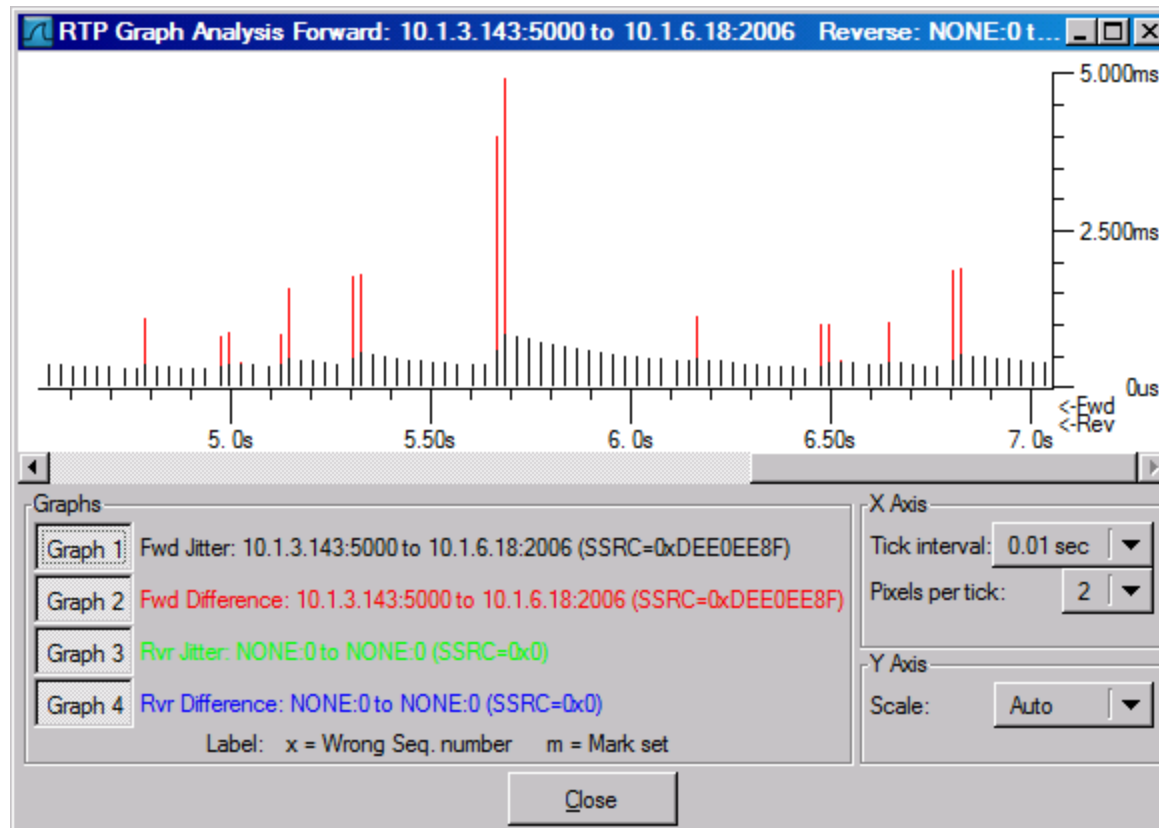 RTP Graph Analysis Forward: 10.1.3.143:5000 to 10.1.6.18:2006   Reverse: NONE:0 t...
5.000ms
2.500ms
0us
<-Fwd
<-Rev
5. 0s 5.50s 6. 0s 6.50s 7. 0s
Graphs
Graph 1 Fwd Jitter: 10.1.3.143:5000 to 10.1.6.18:2006 (SSRC=0xDEE0EE8F)
Graph 2 Fwd Difference: 10.1.3.143:5000 to 10.1.6.18:2006 (SSRC=0xDEE0EE8F)
Graph 3 Rvr Jitter: NONE:0 to NONE:0 (SSRC=0x0)
Graph 4 Rvr Difference: NONE:0 to NONE:0 (SSRC=0x0)
Label:   x = Wrong Seq. number   m = Mark set
X Axis
Tick interval: 0.01 sec
Pixels per tick: 2
Y Axis
Scale: Auto
Close